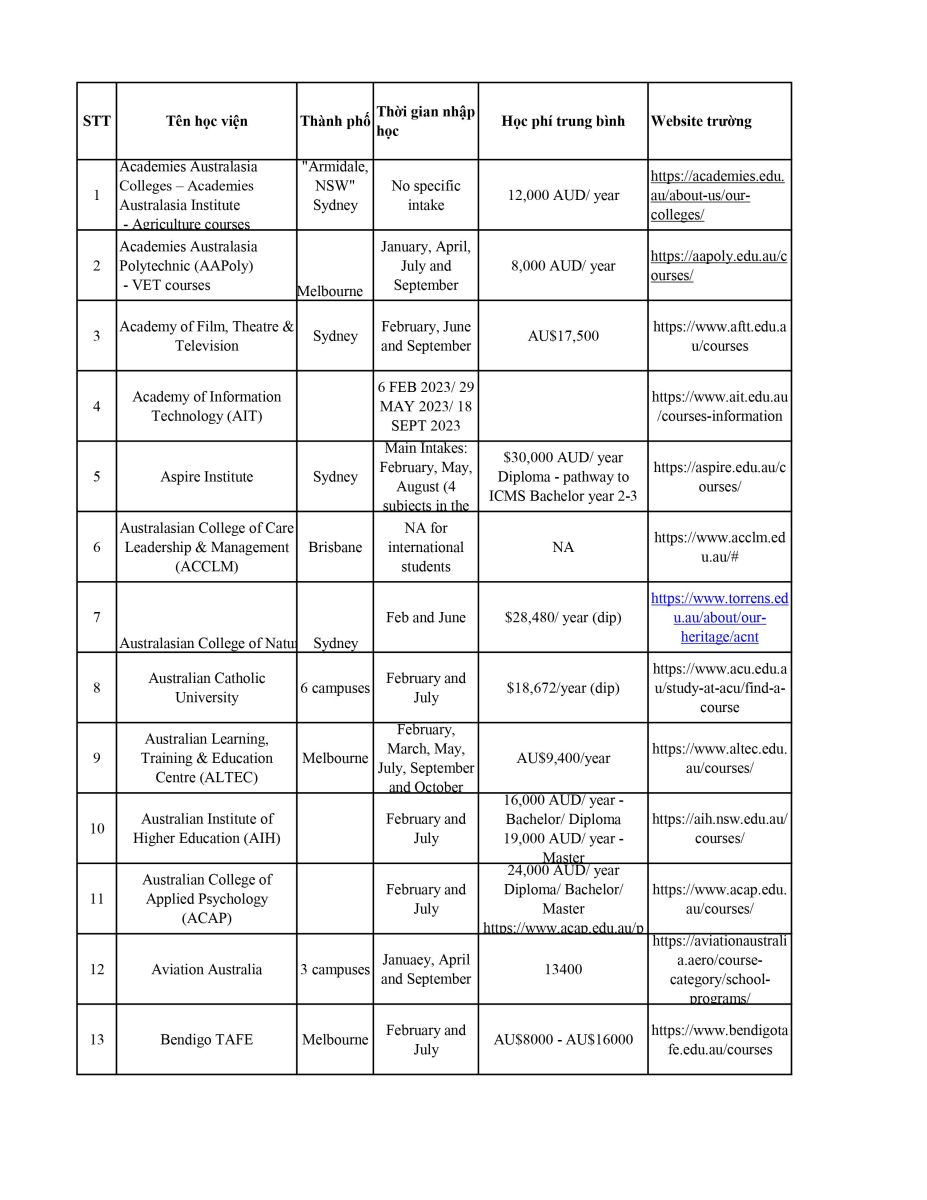 STT
Tên học viện
Thành phố
Thời gian nhập
học
Học phí trung bình
Website trường
1
Academies Australasia
Colleges – Academies
Australasia Institute
- Agriculture courses
"Armidale,
NSW"
Sydney
No specific
intake
12,000 AUD/ year
https://academies.edu.
au/about-us/our-
colleges/
2
Academies Australasia
Polytechnic (AAPoly)
- VET courses
Melbourne
January, April,
July and
September
8,000 AUD/ year
https://aapoly.edu.au/c
ourses/
3
Academy of Film, Theatre &
Television
Sydney
February, June
and September
AU$17,500
https://www.aftt.edu.a
u/courses
4
Academy of Information
Technology (AIT)
6 FEB 2023/ 29
MAY 2023/ 18
SEPT 2023
https://www.ait.edu.au
/courses-information
5
Aspire Institute
Sydney
Main Intakes:
February, May,
August (4
subjects in the
$30,000 AUD/ year
Diploma - pathway to
ICMS Bachelor year 2-3
https://aspire.edu.au/c
ourses/
6
Australasian College of Care
Leadership & Management
(ACCLM)
Brisbane
NA for
international
students
NA
https://www.acclm.ed
u.au/#
7
Australasian College of Natu
Sydney
Feb and June
$28,480/ year (dip)
https://www.torrens.ed
u.au/about/our-
heritage/acnt
8
Australian Catholic
University
6 campuses
February and
July
$18,672/year (dip)
https://www.acu.edu.a
u/study-at-acu/find-a-
course
9
Australian Learning,
Training & Education
Centre (ALTEC)
Melbourne
February,
March, May,
July, September
and October
AU$9,400/year
https://www.altec.edu.
au/courses/
10
Australian Institute of
Higher Education (AIH)
February and
July
16,000 AUD/ year -
Bachelor/ Diploma
19,000 AUD/ year -
Master
https://aih.nsw.edu.au/
courses/
11
Australian College of
Applied Psychology
(ACAP)
February and
July
24,000 AUD/ year
Diploma/ Bachelor/
Master
https://www.acap.edu.au/p
https://www.acap.edu.
au/courses/
12
Aviation Australia
3 campuses
Januaey, April
and September
13400
https://aviationaustrali
a.aero/course-
category/school-
programs/
13
Bendigo TAFE
Melbourne
February and
July
AU$8000 - AU$16000
https://www.bendigota
fe.edu.au/courses